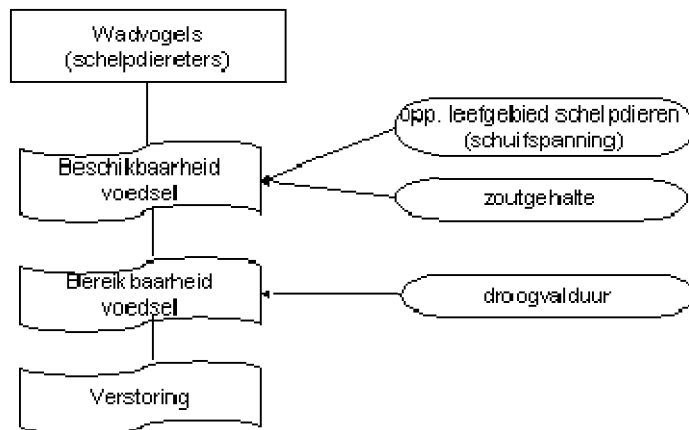 Wadvogels
(schelpdiereters)
opp. leefgebied schelpdieren
(schuifspanning)
Beschikbaarheid
voedsel
zoutgehalte
Bereikbaarheid
voedsel
droogvalduur
Verstoring